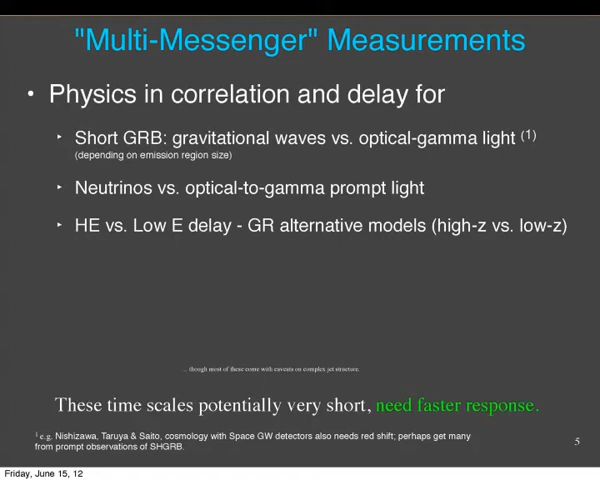 "Multi-Messenger" Measurements
• Physics in correlation and delay for
‣ Short GRB: gravitational waves vs. optical-gamma light (1)
(depending on emission region size)
‣ Neutrinos vs. optical-to-gamma prompt light
‣ HE vs. Low E delay - GR alternative models (high-z vs. low-z)
... though most of these come with caveats on complex jet structure.
These time scales potentially very short, need faster response.
1 e.g. Nishizawa, Taruya & Saito, cosmology with Space GW detectors also needs red shift; perhaps get many
from prompt observations of SHGRB.
5
Friday, June 15, 12